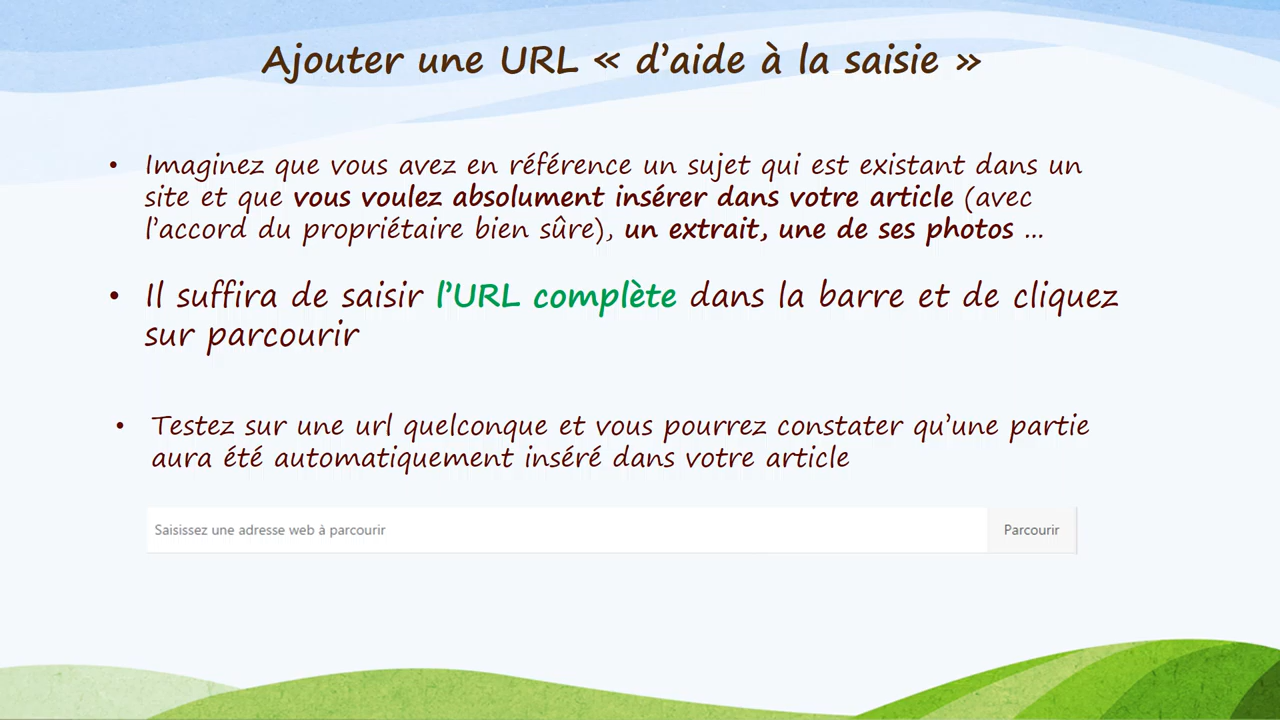 Ajouter une URL « d’aide à la saisie »
• Imaginez que vous avez en référence un sujet qui est existant dans un
site et que vous voulez absolument insérer dans votre article (avec
l’accord du propriétaire bien sûre), un extrait, une de ses photos ...
• Il suffira de saisir l’URL complète dans la barre et de cliquez
sur parcourir
• Testez sur une url quelconque et vous pourrez constater qu’une partie
aura été automatiquement inséré dans votre article
Saisissez une adresse web à parcourir Parcourir